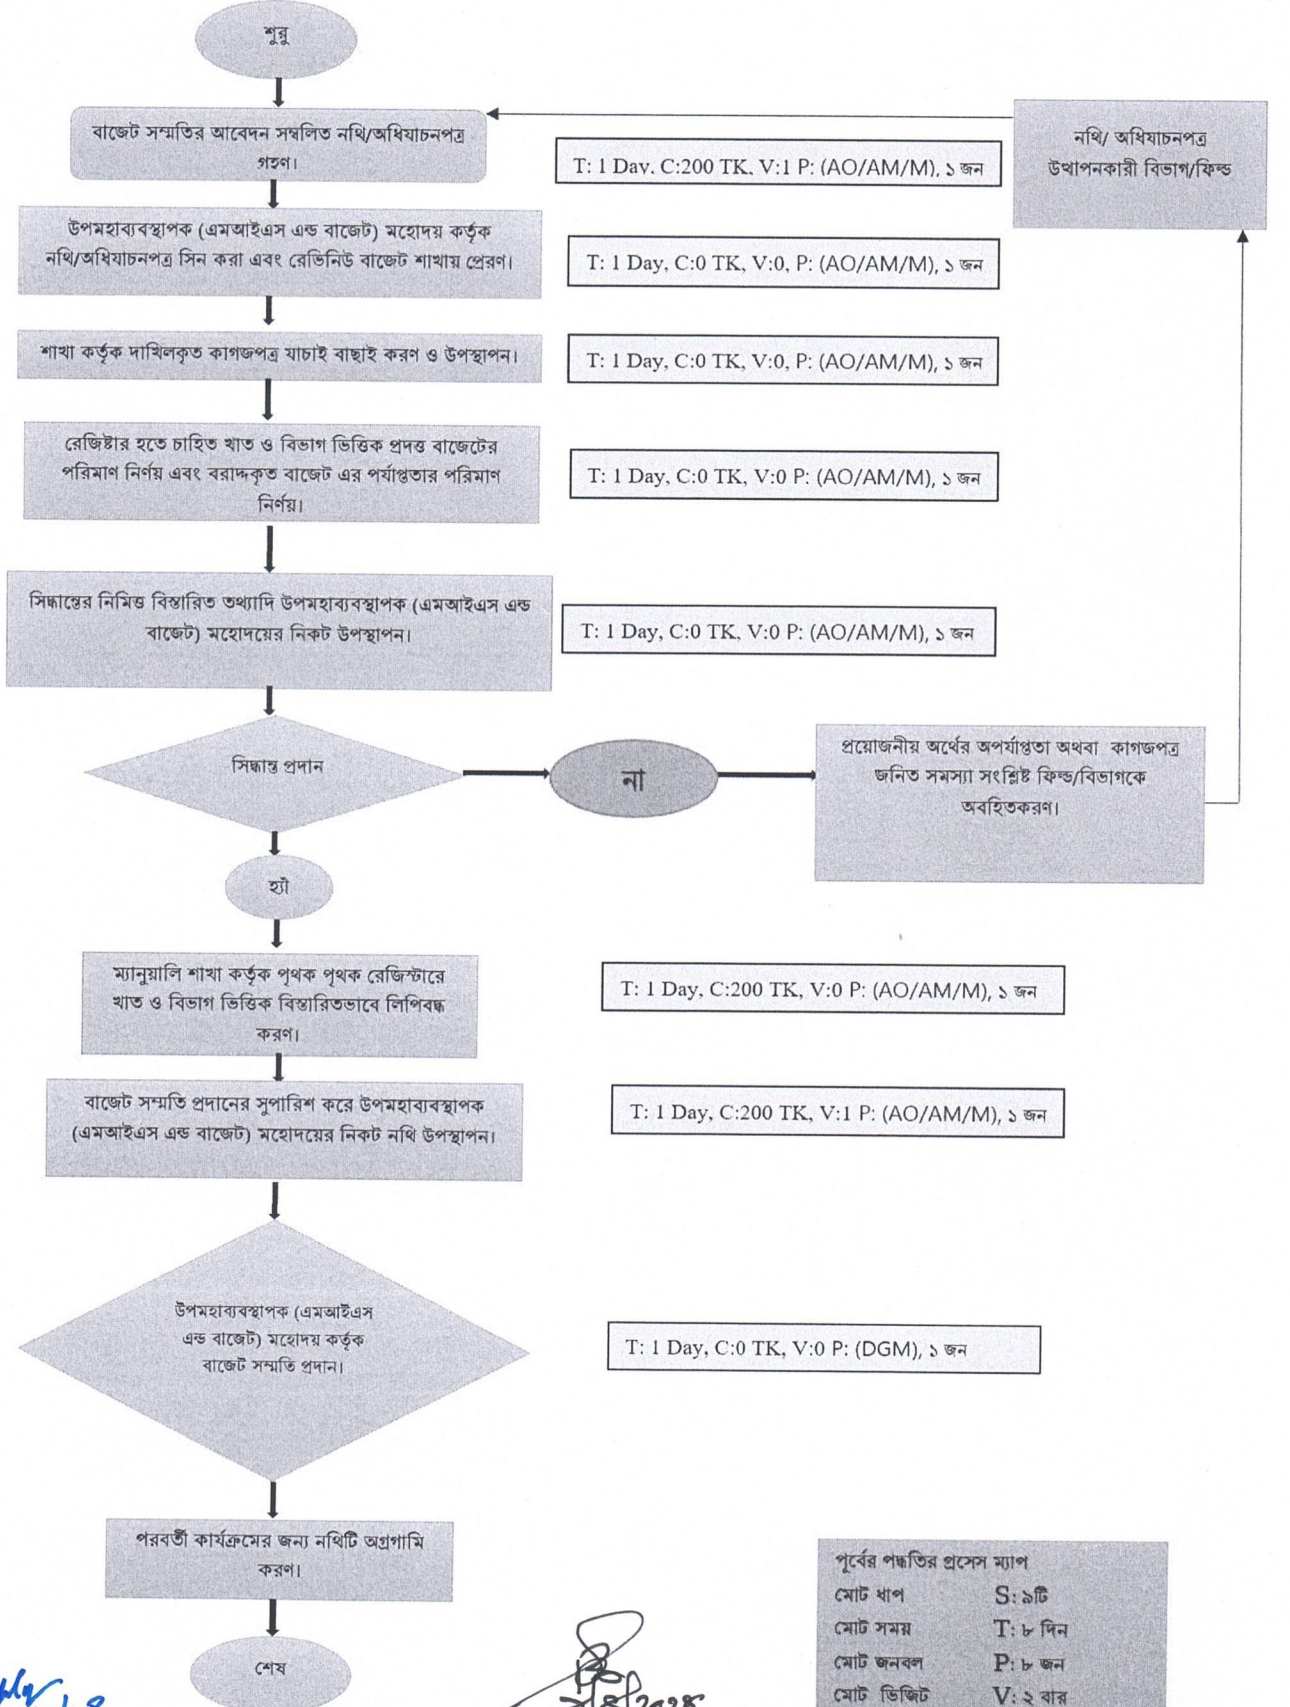 শুরু
বাজেট সম্মতির আবেদন সম্বলিত নথি/অধিযাচনপত্র
গ্রহণ।
T: 1 Day. C:200 TK. V:1 P: (AO/AM/M), ১ জন
নথি/ অধিযাচনপত্র
উত্থাপনকারী বিভাগ/ফিল্ড
উপমহাব্যবস্থাপক (এমআইএস এন্ড বাজেট) মহোদয় কর্তৃক
নথি/অধিযাচনপত্র সিন করা এবং রেভিনিউ বাজেট শাখায় প্রেরণ।
T: 1 Day, C:0 TK, V:0, P: (AO/AM/M), ১ জন
শাখা কর্তৃক দাখিলকৃত কাগজপত্র যাচাই বাছাই করণ ও উপস্থাপন।
T: 1 Day, C:0 TK, V:0, P: (AO/AM/M), ১ জন
রেজিষ্টার হতে চাহিত খাত ও বিভাগ ভিত্তিক প্রদত্ত বাজেটের
পরিমাণ নির্ণয় এবং বরাদ্দকৃত বাজেট এর পর্যাপ্ততার পরিমাণ
নির্ণয়।
T: 1 Day, C:0 TK, V:0 P: (AO/AM/M), ১ জন
সিদ্ধান্তের নিমিত্ত বিস্তারিত তথ্যাদি উপমহাব্যবস্থাপক (এমআইএস এন্ড
বাজেট) মহোদয়ের নিকট উপস্থাপন।
T: 1 Day, C:0 TK, V:0 P: (AO/AM/M), ১ জন
সিদ্ধান্ত প্রদান
না
প্রয়োজনীয় অর্থের অপর্যাপ্ততা অথবা কাগজপত্র
জনিত সমস্যা সংশ্লিষ্ট ফিল্ড/বিভাগকে
অবহিতকরণ।
হ্যাঁ
ম্যানুয়ালি শাখা কর্তৃক পৃথক পৃথক রেজিস্টারে
খাত ও বিভাগ ভিত্তিক বিস্তারিতভাবে লিপিবদ্ধ
করণ।
T: 1 Day, C:200 TK, V:0 P: (AO/AM/M), ১ জন
বাজেট সম্মতি প্রদানের সুপারিশ করে উপমহাব্যবস্থাপক
(এমআইএস এন্ড বাজেট) মহোদয়ের নিকট নথি উপস্থাপন।
T: 1 Day, C:200 TK, V:1 P: (AO/AM/M), ১ জন
উপমহাব্যবস্থাপক (এমআইএস
এন্ড বাজেট) মহোদয় কর্তৃক
বাজেট সম্মতি প্রদান।
T: 1 Day, C:0 TK, V:0 P: (DGM), ১ জন
পরবর্তী কার্যক্রমের জন্য নথিটি অগ্রগামি
করণ।
শেষ
পূর্বের পদ্ধতির প্রসেস ম্যাপ
মোট ধাপ S: ৯টি
মোট সময় T: ৮ দিন
মোট জনবল P: ৮ জন
মোট ভিজিট V: ২ বার